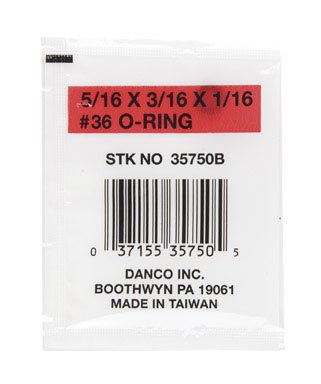 5/16 X 3/16 X 1/16
#36 O-RING
STK NO 35750B
0 37155 35750 5
DANCO INC.
BOOTHWYN PA 19061
MADE IN TAIWAN